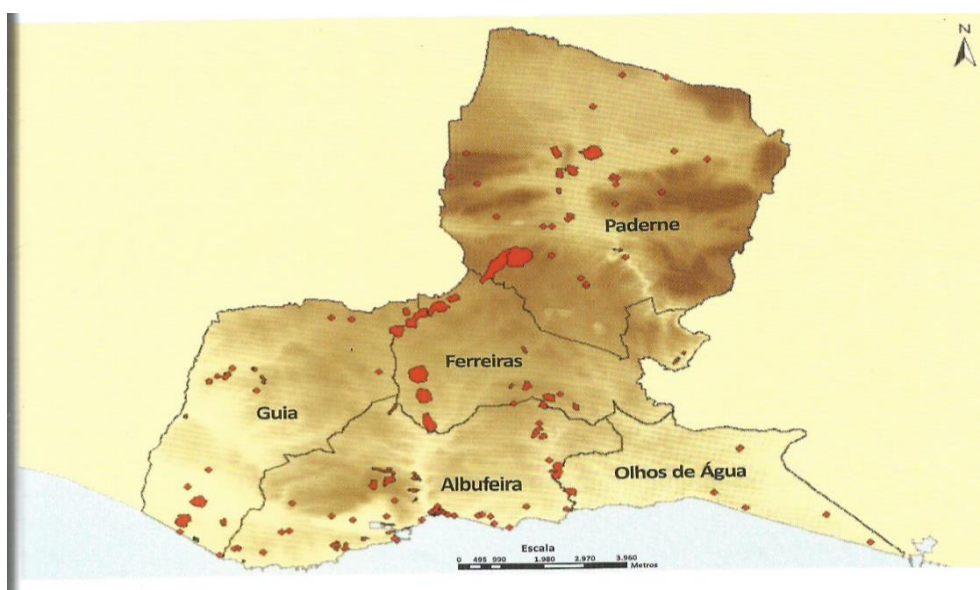 N
Paderne
Ferreiras
Guia
Olhos de Água
Albufeira
Escala
0 495 990 1.980 2.970 3.960
Metros